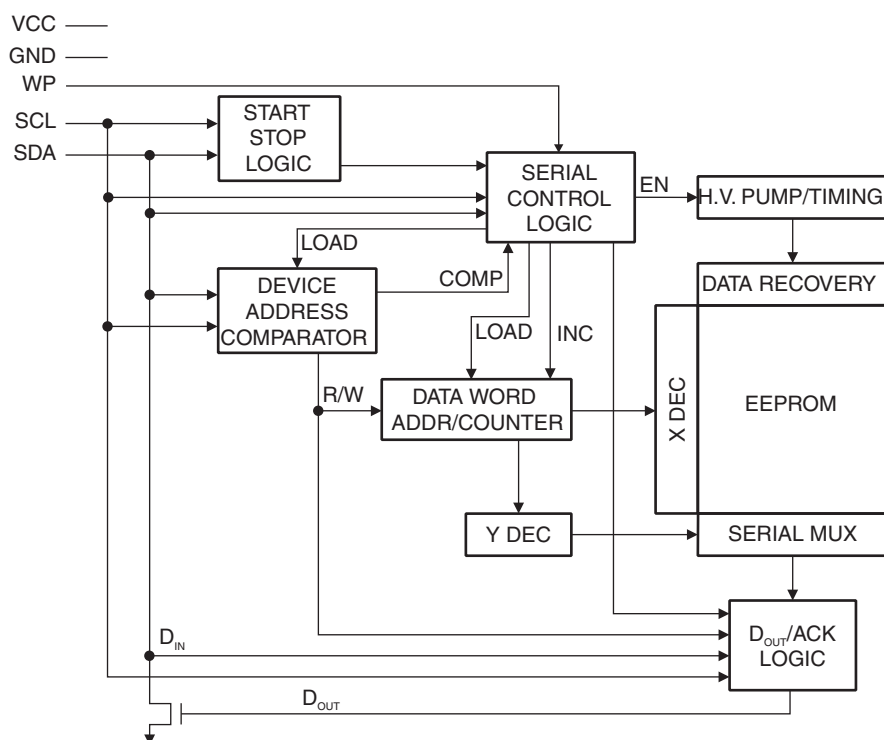 VCC
GND
WP
SCL
SDA
START
STOP
LOGIC
SERIAL
CONTROL
LOGIC
EN
H.V. PUMP/TIMING
LOAD
COMP
DEVICE
ADDRESS
COMPARATOR
LOAD
INC
DATA RECOVERY
X DEC
EEPROM
R/W
DATA WORD
ADDR/COUNTER
Y DEC
SERIAL MUX
DIN
DOUT/ACK
LOGIC
DOUT